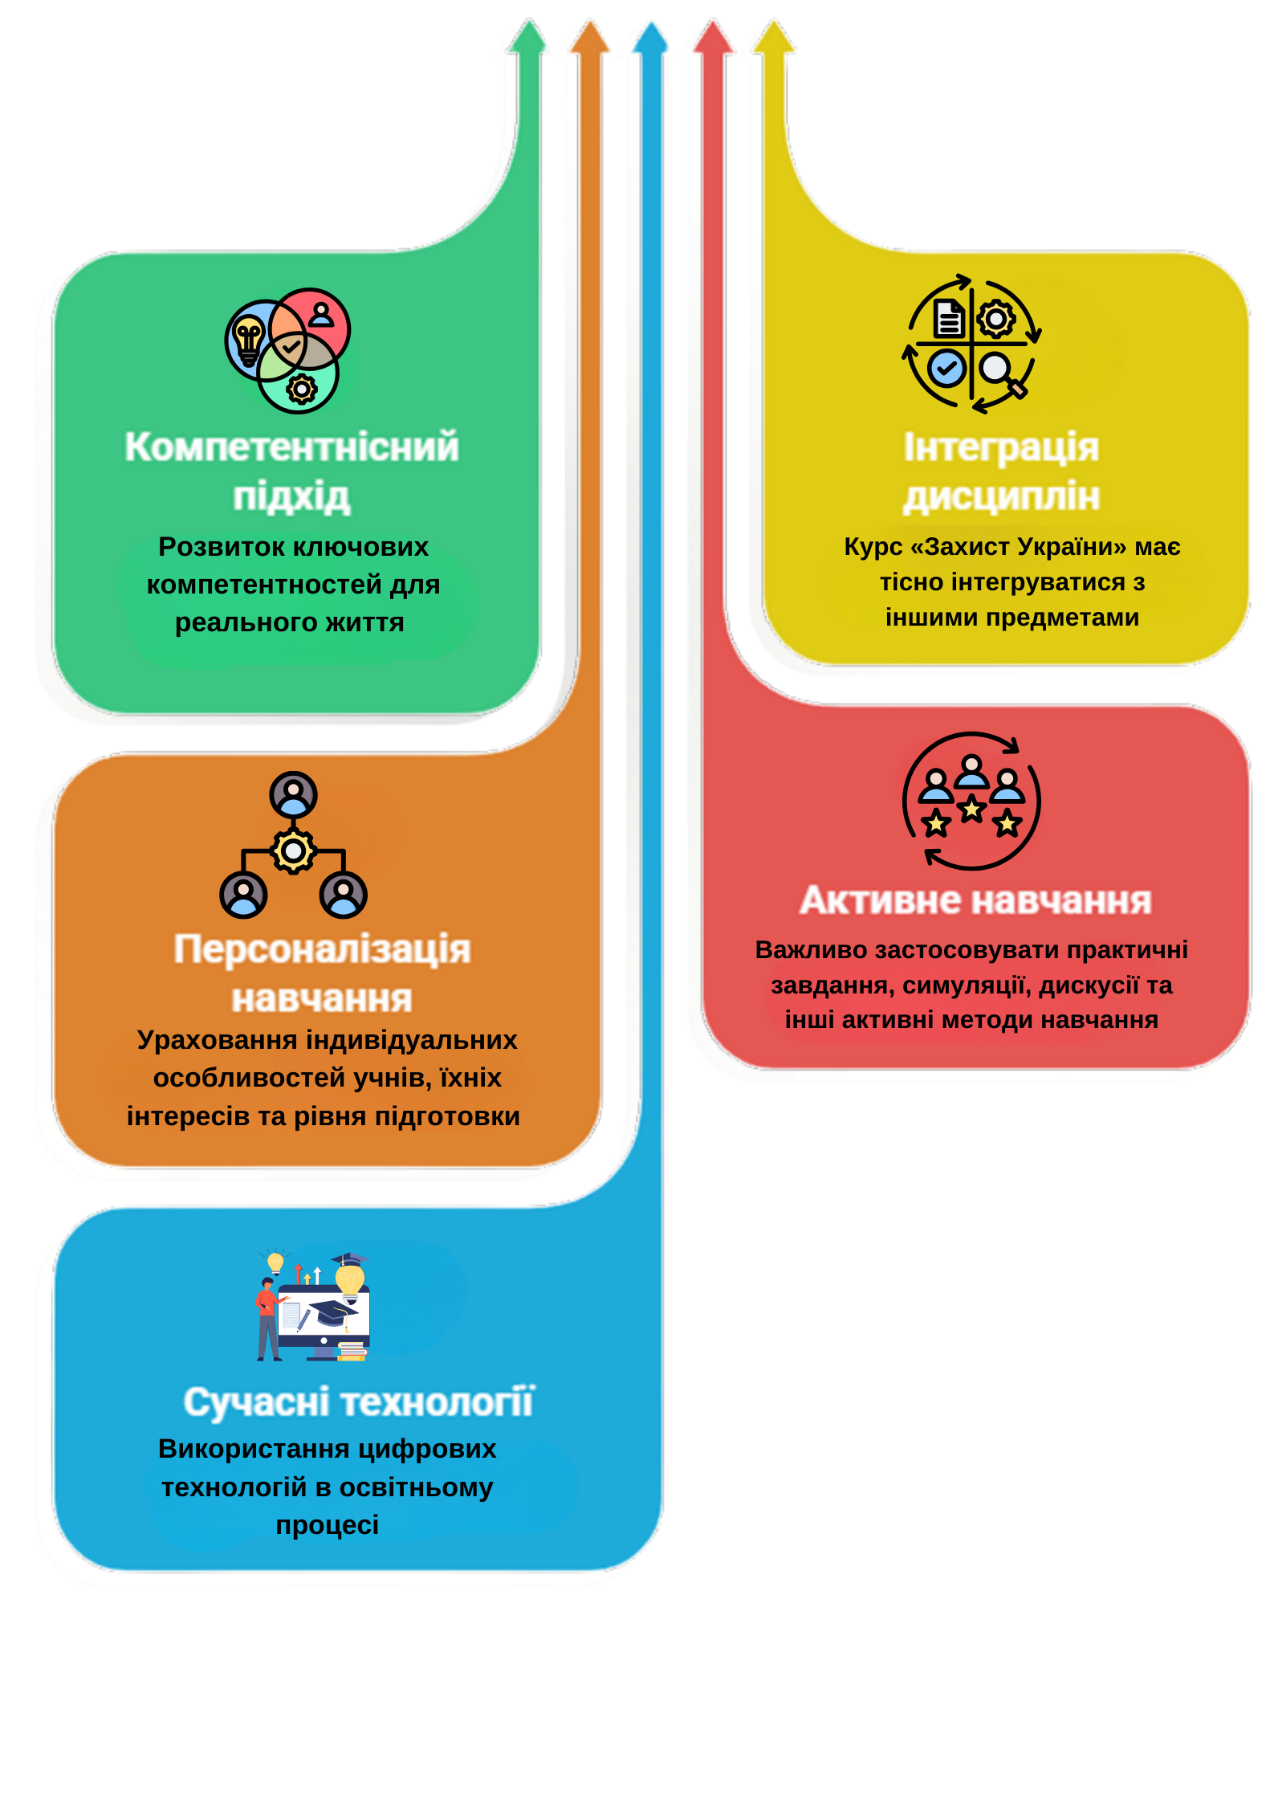 Компетентнісний
підхід
Розвиток ключових
компетентностей для
реального життя
Інтеграція
дисциплін
Курс «Захист України» має
тісно інтегруватися з
іншими предметами
Персоналізація
навчання
Ураховання індивідуальних
особливостей учнів, їхніх
інтересів та рівня підготовки
Активне навчання
Важливо застосовувати практичні
завдання, симуляції, дискусії та
інші активні методи навчання
Сучасні технології
Використання цифрових
технологій в освітньому
процесі